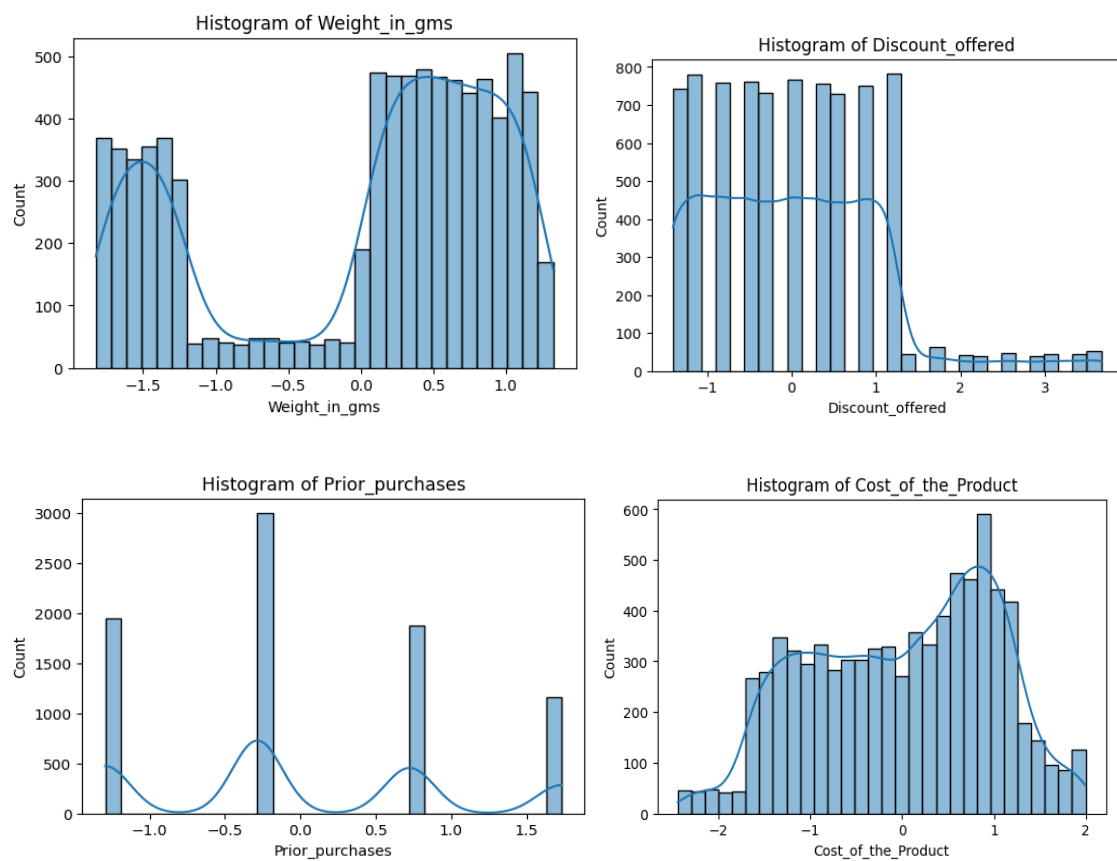 Histogram of Weight_in_gms
500
400
300
200
100
0
Count
−1.5 −1.0 −0.5 0.0 0.5 1.0
Weight_in_gms
Histogram of Discount_offered
800
700
600
500
400
300
200
100
0
Count
−1 0 1 2 3
Discount_offered
Histogram of Prior_purchases
3000
2500
2000
1500
1000
500
0
Count
−1.0 −0.5 0.0 0.5 1.0 1.5
Prior_purchases
Histogram of Cost_of_the_Product
600
500
400
300
200
100
0
Count
−2 −1 0 1 2
Cost_of_the_Product